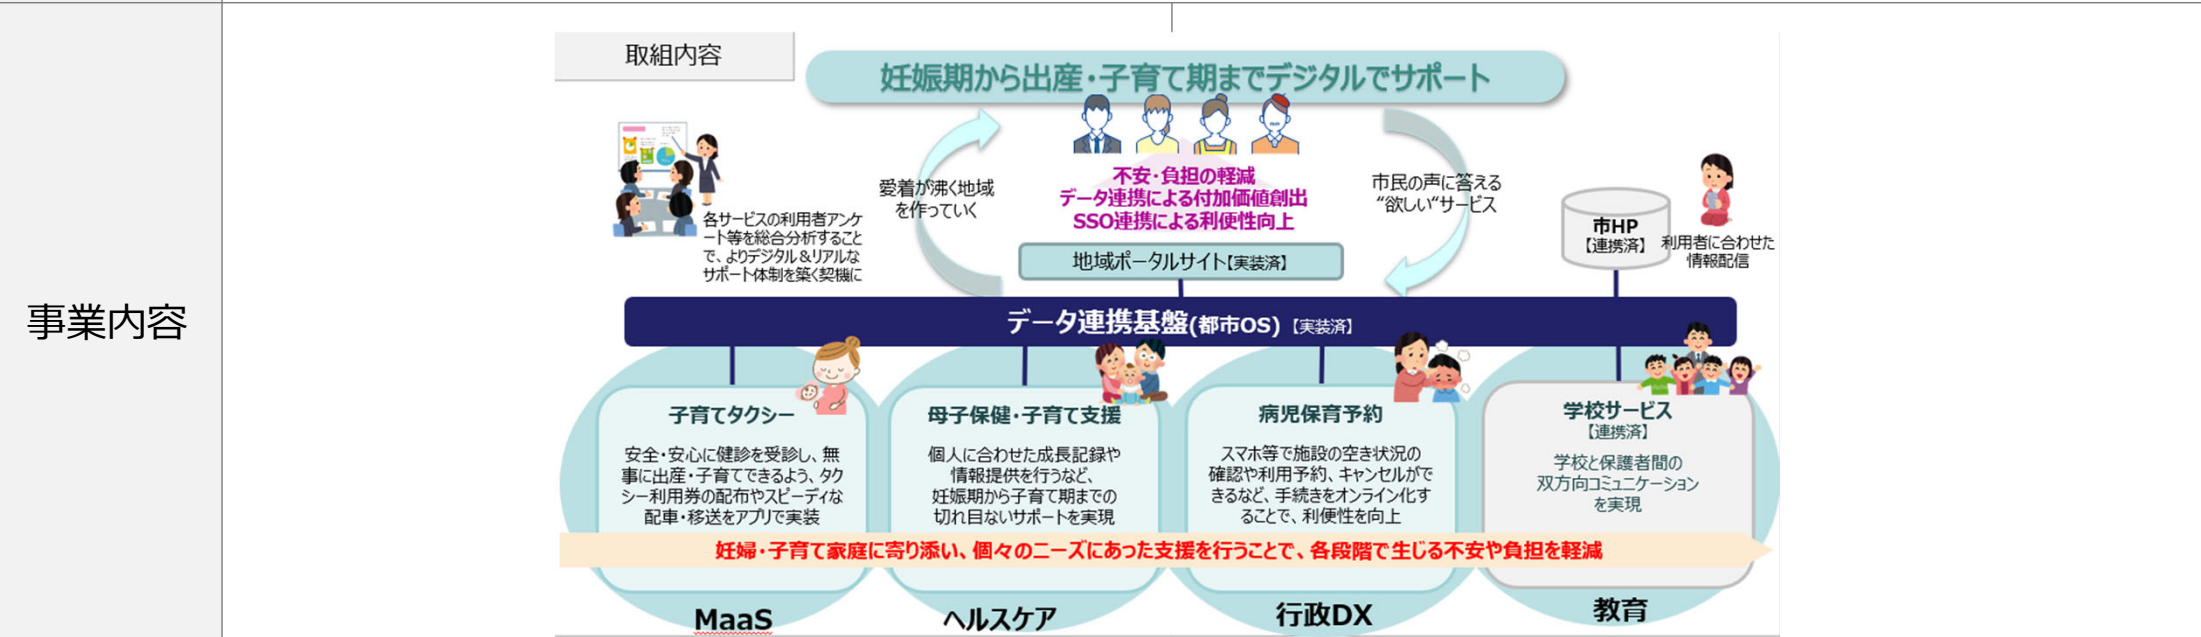 事業内容
取組内容
妊娠期から出産・子育て期までデジタルでサポート
各サービスの利用者アンケ
ート等を総合分析すること
で、よりデジタル&リアルな
サポート体制を築く契機に
愛着が沸く地域
を作っていく
不安・負担の軽減
データ連携による付加価値創出
SSO連携による利便性向上
市民の声に答える
“欲しい“サービス
市HP
【連携済】
利用者に合わせた
情報配信
地域ポータルサイト【実装済】
データ連携基盤(都市OS)【実装済】
子育てタクシー
安全・安心に健診を受診し、無
事に出産・子育てできるよう、タク
シー利用券の配布やスピーディな
配車・移送をアプリで実装
母子保健・子育て支援
個人に合わせた成長記録や
情報提供を行うなど、
妊娠期から子育て期までの
切れ目ないサポートを実現
病児保育予約
スマホ等で施設の空き状況の
確認や利用予約、キャンセルがで
きるなど、手続きをオンライン化す
ることで、利便性を向上
学校サービス
【連携済】
学校と保護者間の
双方向コミュニケーション
を実現
妊婦・子育て家庭に寄り添い、個々のニーズにあった支援を行うことで、各段階で生じる不安や負担を軽減
MaaS
ヘルスケア
行政DX
教育